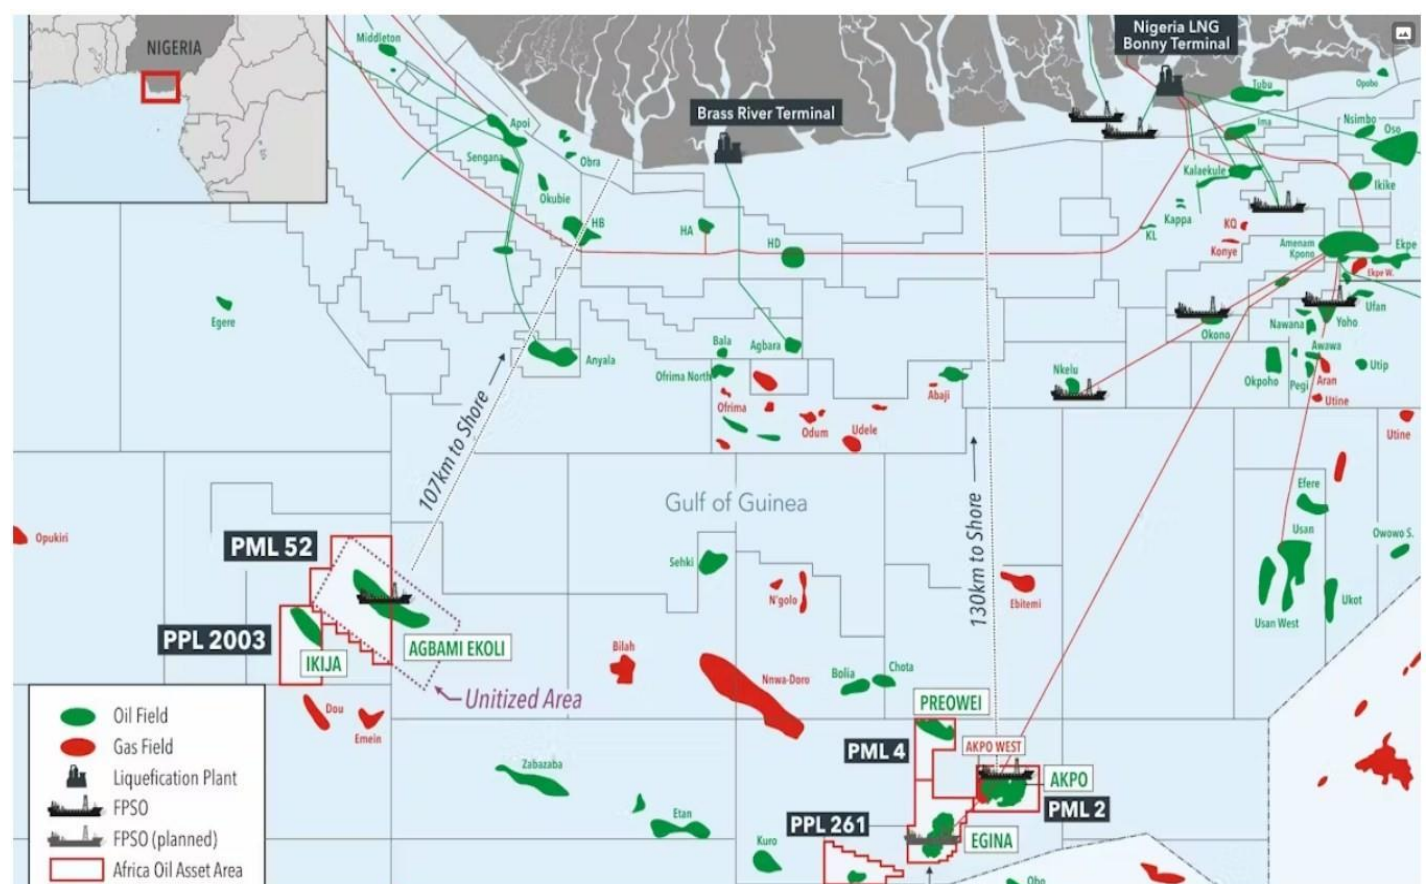 NIGERIA
Nigeria LNG
Bonny Terminal
Brass River Terminal
Middleton
Apoi
Sengana
Obra
Okubie
HB
HA
HD
Egere
Anyala
Bala
Agbara
Ofrima North
Ofrima
Odum
Udele
Abaji
Tubu
Opobo
Ima
Nsimbo
Oso
Kalaekule
Ikike
Kappa
KL
KQ
Konye
Amenam
Kpono
Ekpe
Ekpe W.
Ufan
Okono
Nawana
Yoho
Awawa
Nkelu
Okpoho
Pegi
Aran
Utip
Utine
Utine
107km to Shore
130km to Shore
Gulf of Guinea
Efere
Usan
Owowo S.
Usan West
Ukot
Opukiri
PML 52
PPL 2003
IKIJA
AGBAMI EKOLI
Unitized Area
Sehki
N'golo
Ebitemi
Bilah
Nnwa-Doro
Bolia
Chota
Dou
Emein
PREOWEI
PML 4
AKPO WEST
AKPO
PML 2
PPL 261
EGINA
Zabazaba
Etan
Kuro
Obo
Oil Field
Gas Field
Liquefication Plant
FPSO
FPSO (planned)
Africa Oil Asset Area